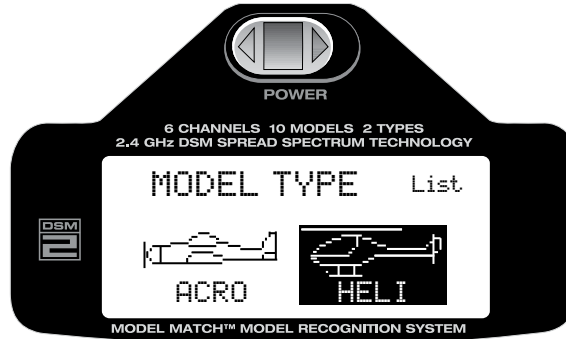 POWER
6 CHANNELS 10 MODELS 2 TYPES
2.4 GHz DSM SPREAD SPECTRUM TECHNOLOGY
MODEL TYPE List
DSM
2
ACRO HELI
MODEL MATCH™ MODEL RECOGNITION SYSTEM